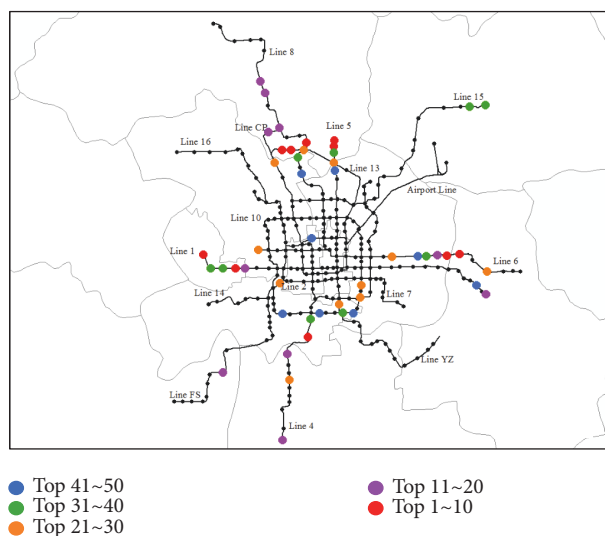 Line 8
Line 15
Line CP
Line 5
Line 16
Line 13
Airport Line
Line 10
Line 1
Line 6
Line 2
Line 14
Line 7
Line YZ
Line FS
Line 4
Top 41~50
Top 31~40
Top 21~30
Top 11~20
Top 1~10